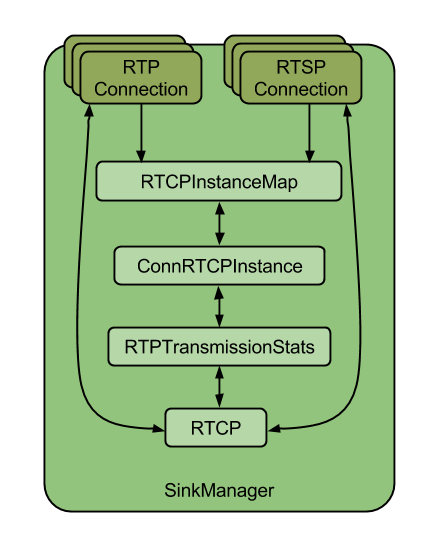 RTP
Connection
RTSP
Connection
RTCPInstanceMap
ConnRTCPInstance
RTPTransmissionStats
RTCP
SinkManager